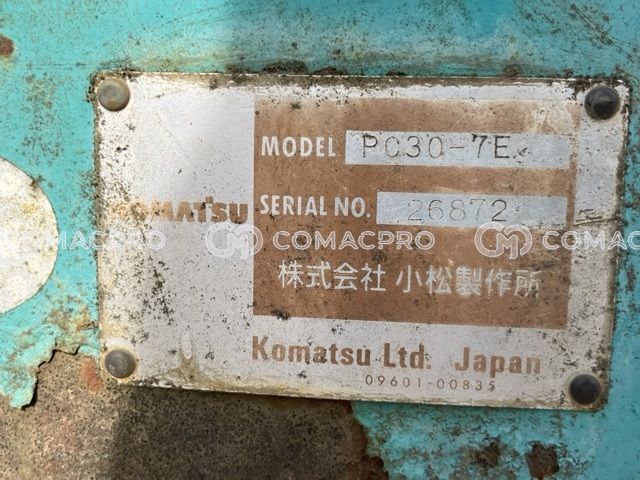 MODEL PC30-7E
KOMATSU SERIAL NO. 26872
COMACPRO COMACPRO COMACPRO
株式会社 小松製作所
Komatsu Ltd. Japan
09601-00835